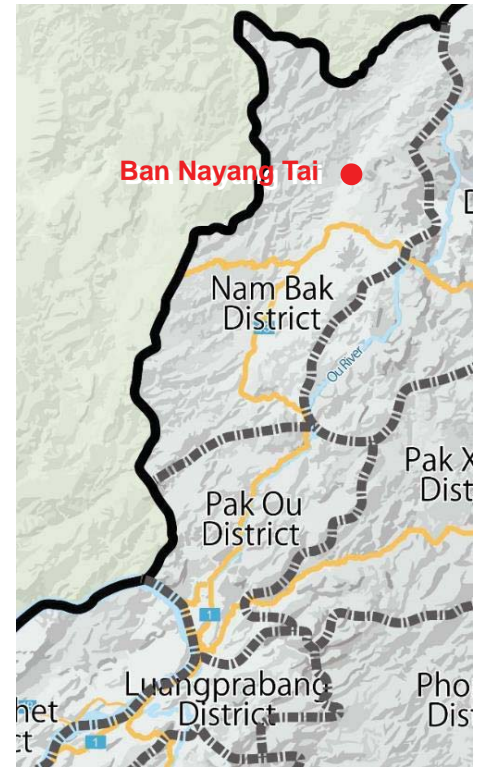 Ban Nayang Tai
D
Nam Bak
District
Ou River
Pak X
Dist
Pak Ou
District
1
Luangprabang
District
Pho
Dis
het
ct
1